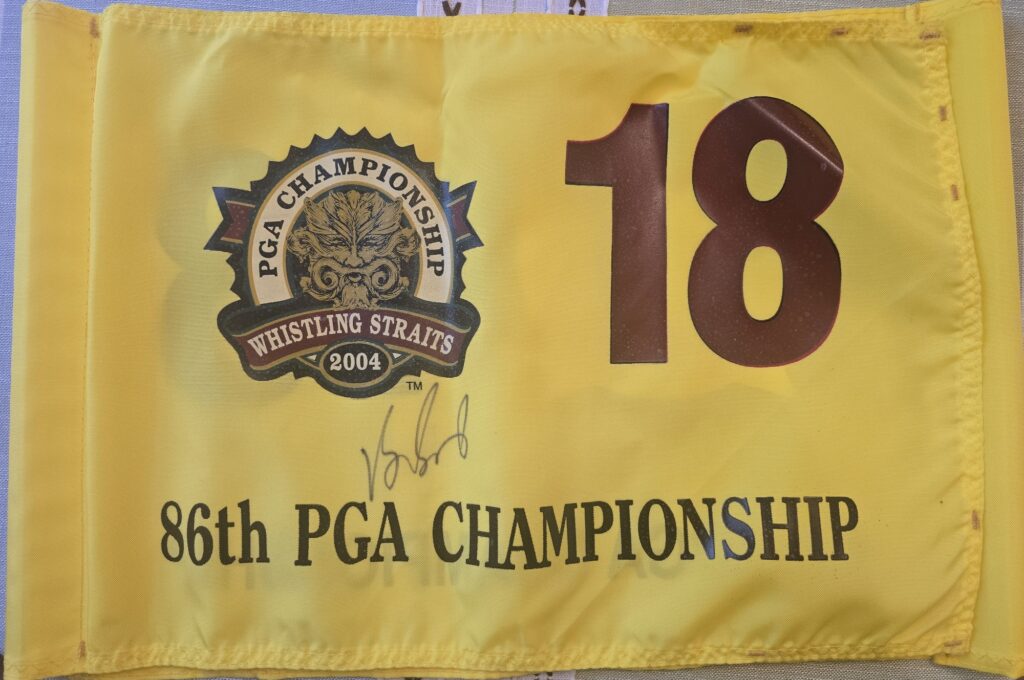 PGA CHAMPIONSHIP
WHISTLING STRAITS
2004
TM
18
86th PGA CHAMPIONSHIP